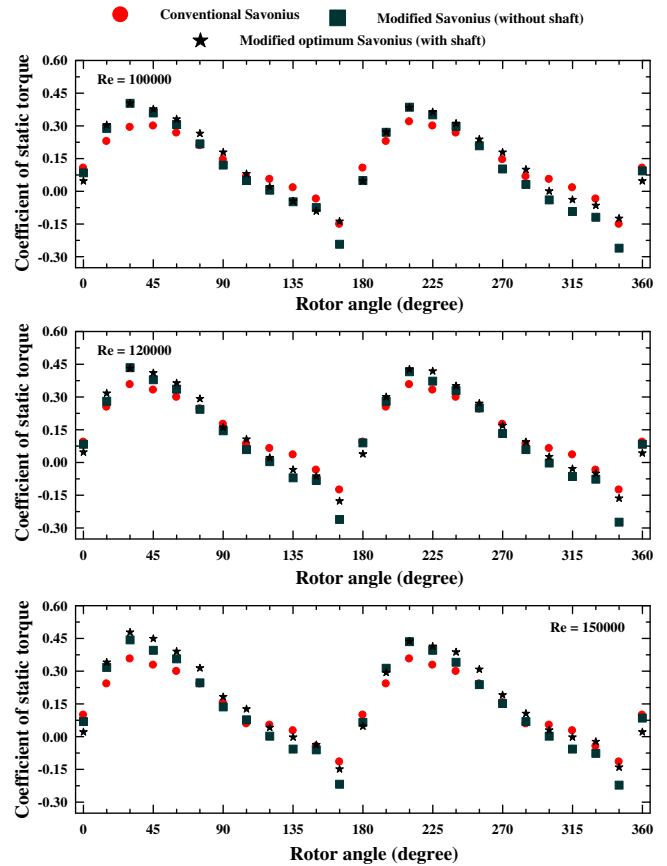 Conventional Savonius
Modified Savonius (without shaft)
Modified optimum Savonius (with shaft)
Re = 100000
Coefficient of static torque
0.60
0.45
0.30
0.15
0.00
-0.15
-0.30
0 45 90 135 180 225 270 315 360
Rotor angle (degree)
Re = 120000
Coefficient of static torque
0.60
0.45
0.30
0.15
0.00
-0.15
-0.30
0 45 90 135 180 225 270 315 360
Rotor angle (degree)
Re = 150000
Coefficient of static torque
0.60
0.45
0.30
0.15
0.00
-0.15
-0.30
0 45 90 135 180 225 270 315 360
Rotor angle (degree)